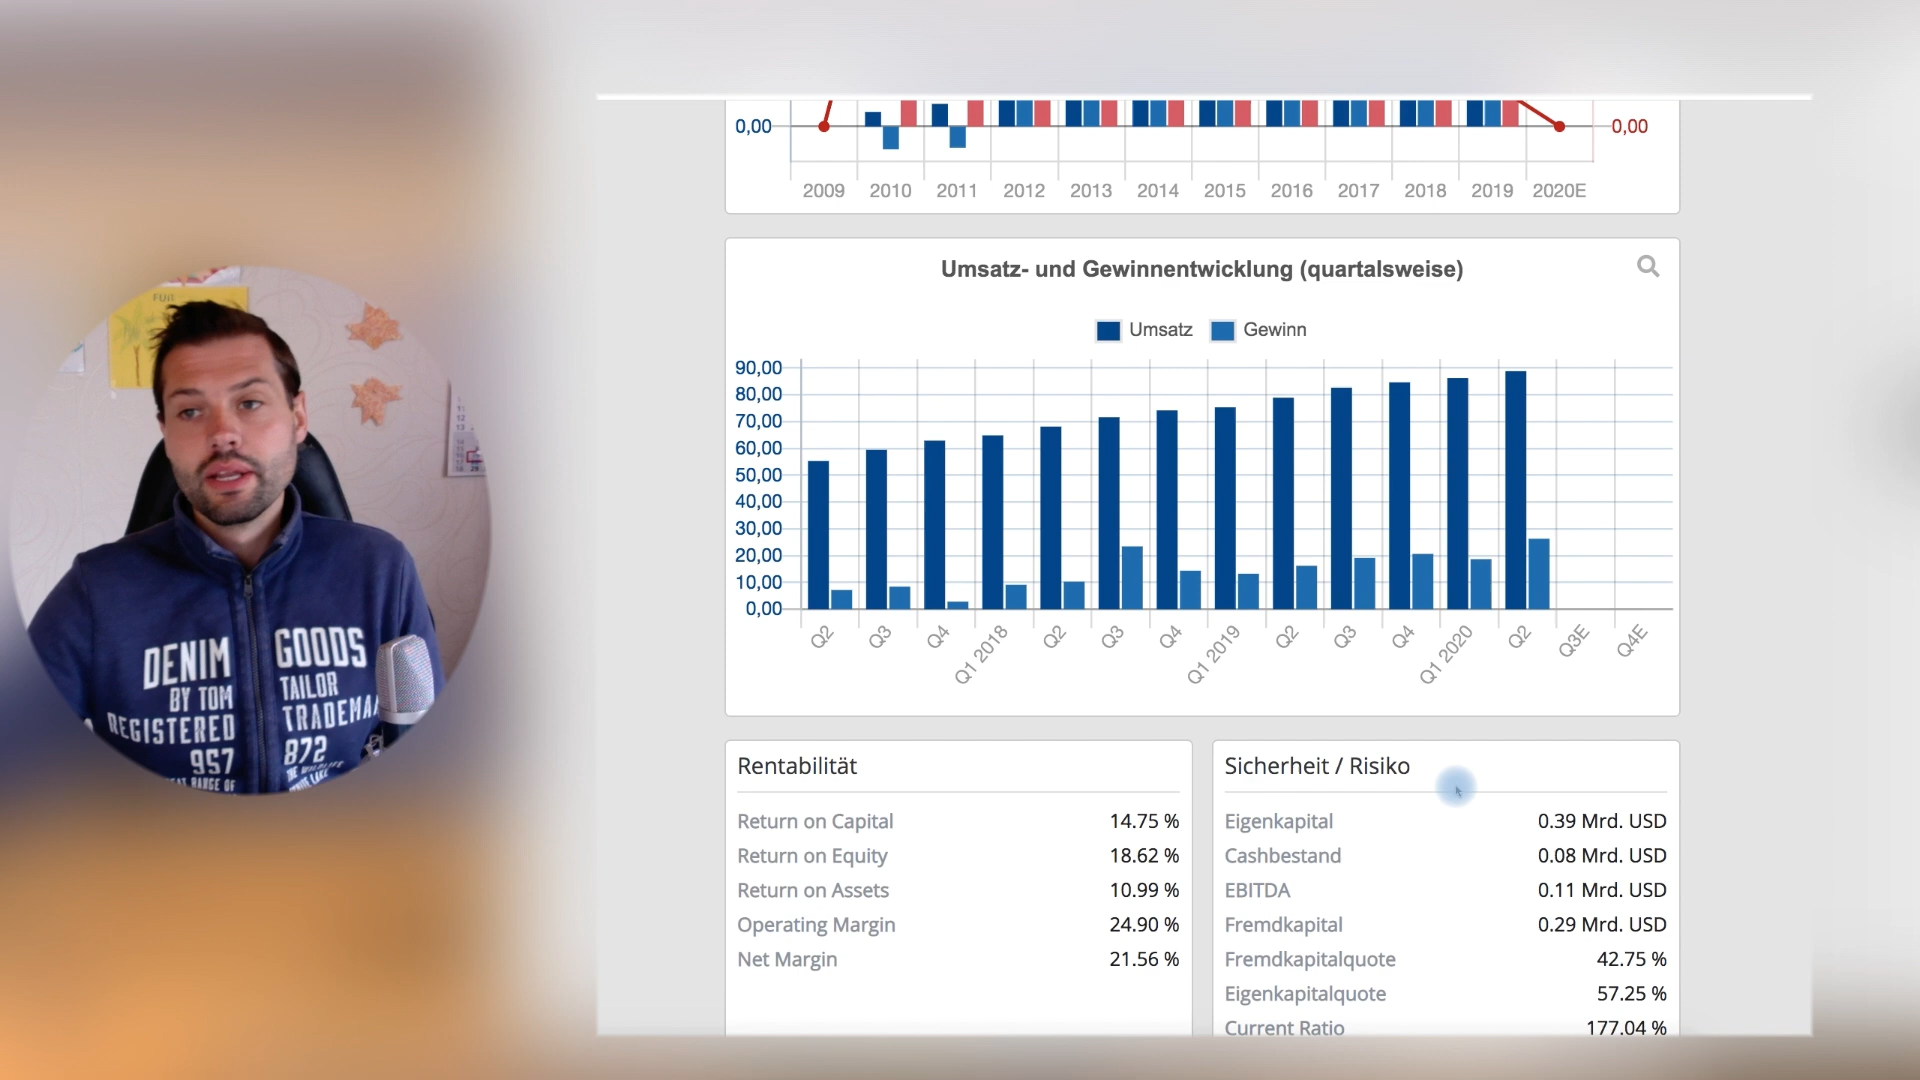 0,00
0,00
2009 2010 2011 2012 2013 2014 2015 2016 2017 2018 2019 2020E
Umsatz- und Gewinnentwicklung (quartalsweise)
Umsatz Gewinn
90,00
80,00
70,00
60,00
50,00
40,00
30,00
20,00
10,00
0,00
Q2 Q3 Q4 Q1 2018 Q2 Q3 Q4 Q1 2019 Q2 Q3 Q4 Q1 2020 Q2 Q3E Q4E
Rentabilität
Return on Capital 14.75 %
Return on Equity 18.62 %
Return on Assets 10.99 %
Operating Margin 24.90 %
Net Margin 21.56 %
Sicherheit / Risiko
Eigenkapital 0.39 Mrd. USD
Cashbestand 0.08 Mrd. USD
EBITDA 0.11 Mrd. USD
Fremdkapital 0.29 Mrd. USD
Fremdkapitalquote 42.75 %
Eigenkapitalquote 57.25 %
Current Ratio 177.04 %
FÜR
DENIM GOODS
BY TOM TAILOR
REGISTERED TRADEMA
957 872
RANGE OF